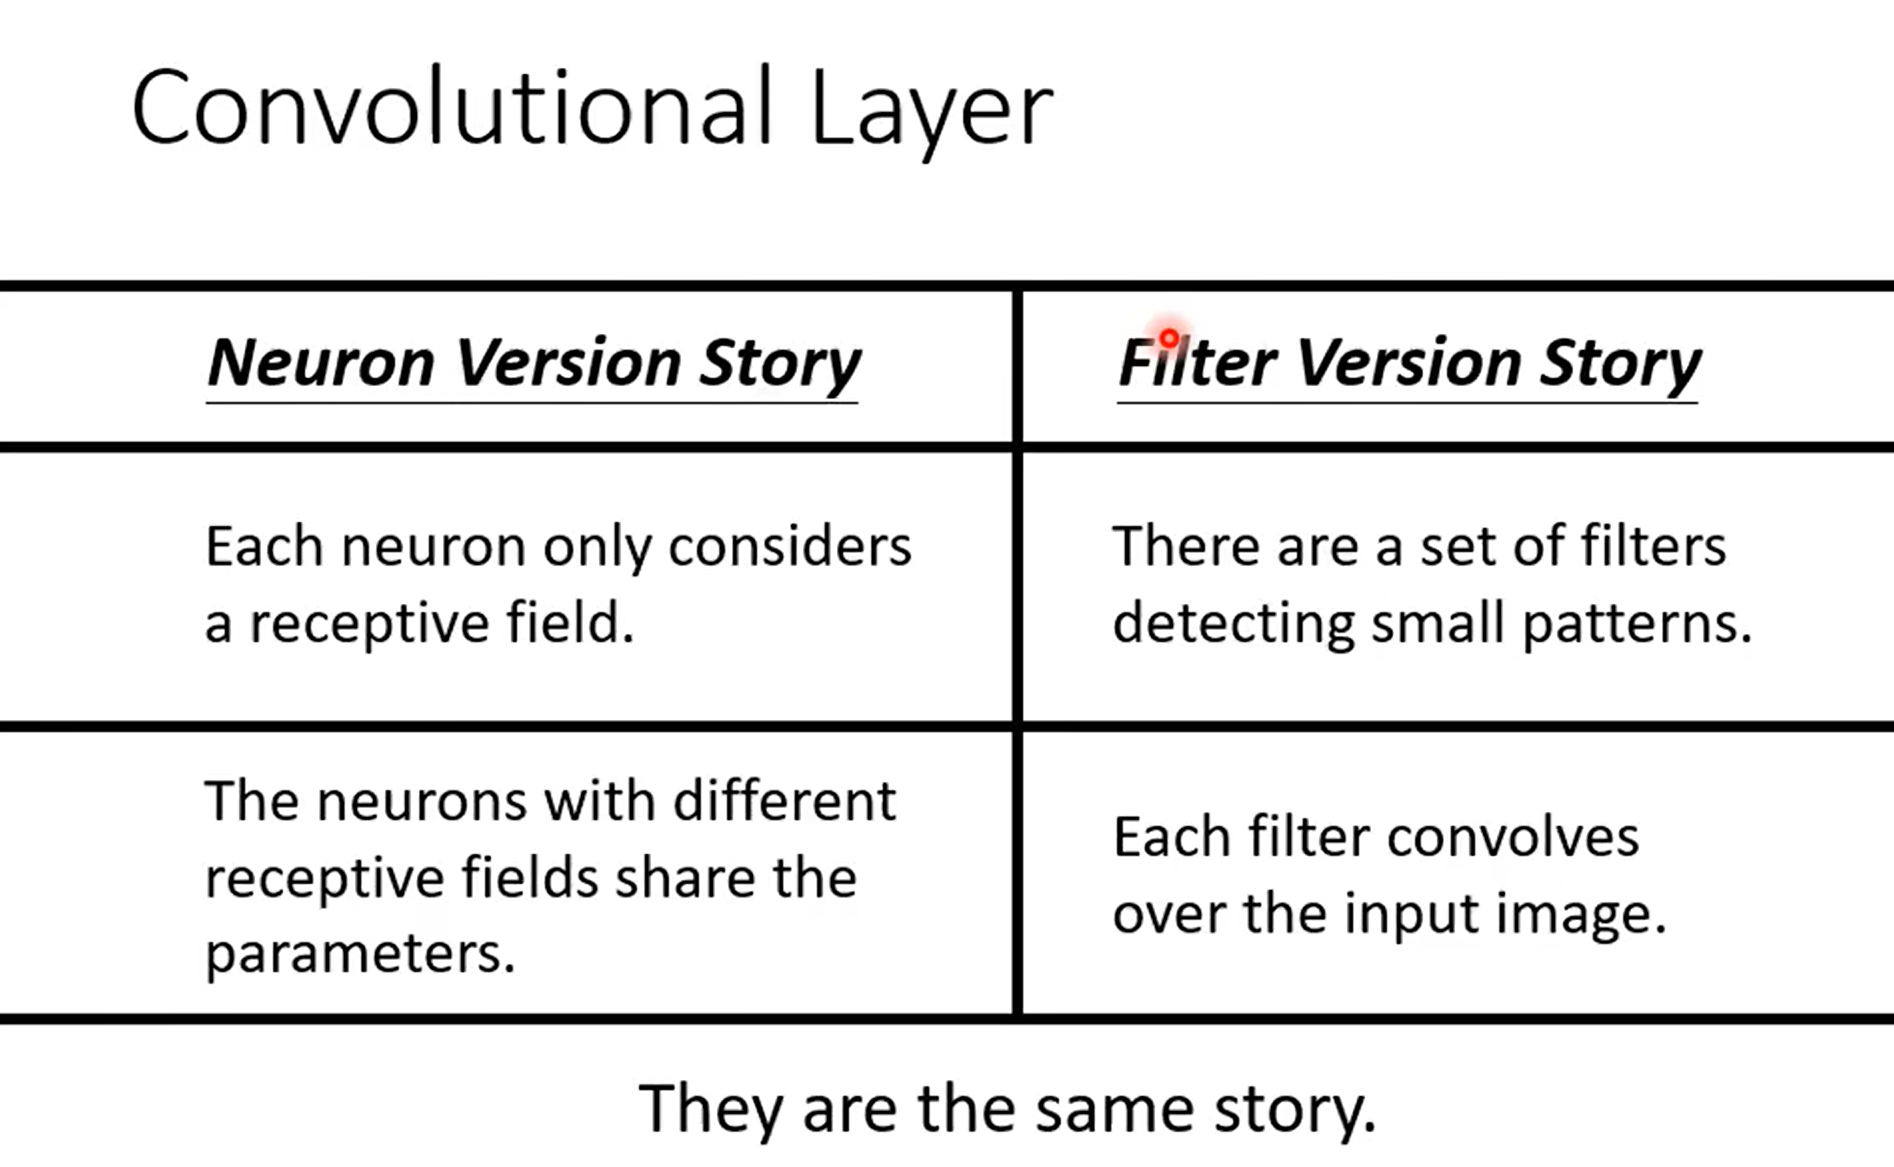 Convolutional Layer
Neuron Version Story
Filter Version Story
Each neuron only considers
a receptive field.
There are a set of filters
detecting small patterns.
The neurons with different
receptive fields share the
parameters.
Each filter convolves
over the input image.
They are the same story.